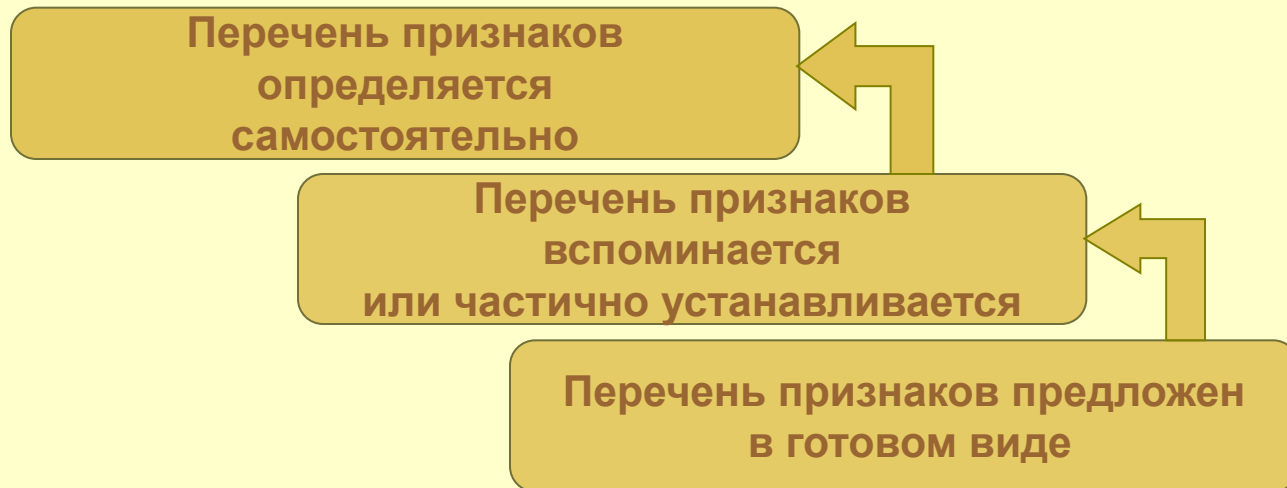 Перечень признаков
определяется
самостоятельно
Перечень признаков
вспоминается
или частично устанавливается
Перечень признаков предложен
в готовом виде